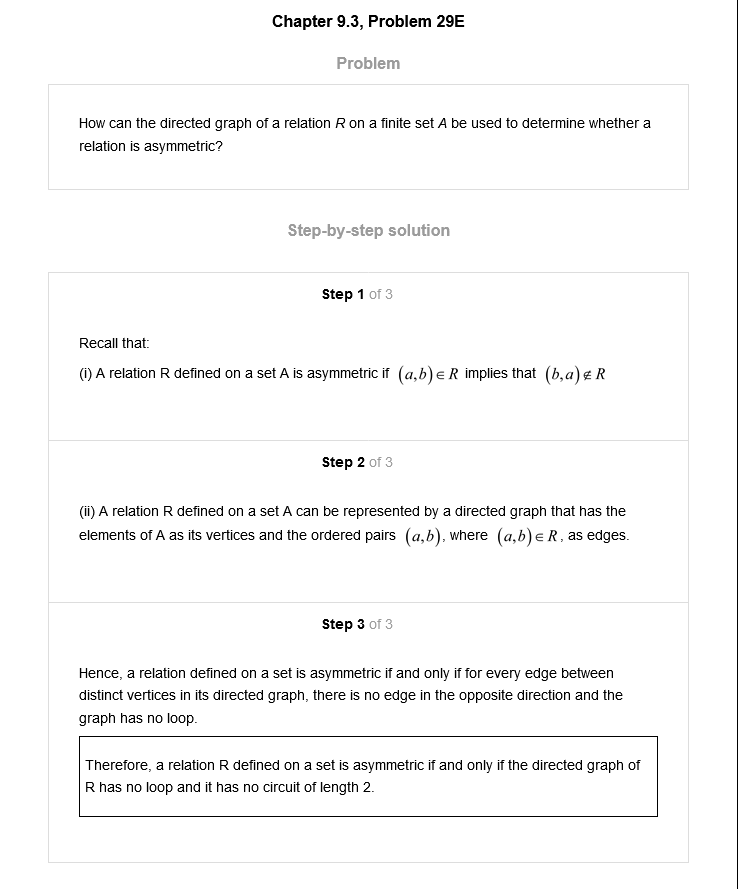 Chapter 9.3, Problem 29E
Problem
How can the directed graph of a relation R on a finite set A be used to determine whether a
relation is asymmetric?
Step-by-step solution
Step 1 of 3
Recall that:
(i) A relation R defined on a set A is asymmetric if (a,b)∈R implies that (b,a)∉R
Step 2 of 3
(ii) A relation R defined on a set A can be represented by a directed graph that has the
elements of A as its vertices and the ordered pairs (a,b), where (a,b)∈R, as edges.
Step 3 of 3
Hence, a relation defined on a set is asymmetric if and only if for every edge between
distinct vertices in its directed graph, there is no edge in the opposite direction and the
graph has no loop.
Therefore, a relation R defined on a set is asymmetric if and only if the directed graph of
R has no loop and it has no circuit of length 2.